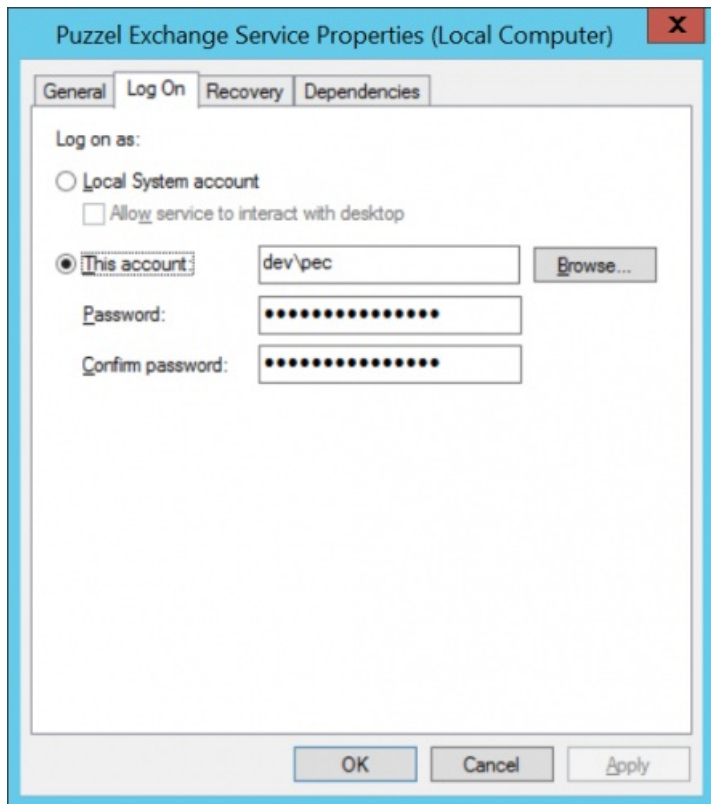 Puzzel Exchange Service Properties (Local Computer)
X
General Log On Recovery Dependencies
Log on as:
Local System account
Allow service to interact with desktop
This account: dev\pec Browse...
Password: •••••••••••••••
Confirm password: •••••••••••••••
OK Cancel Apply